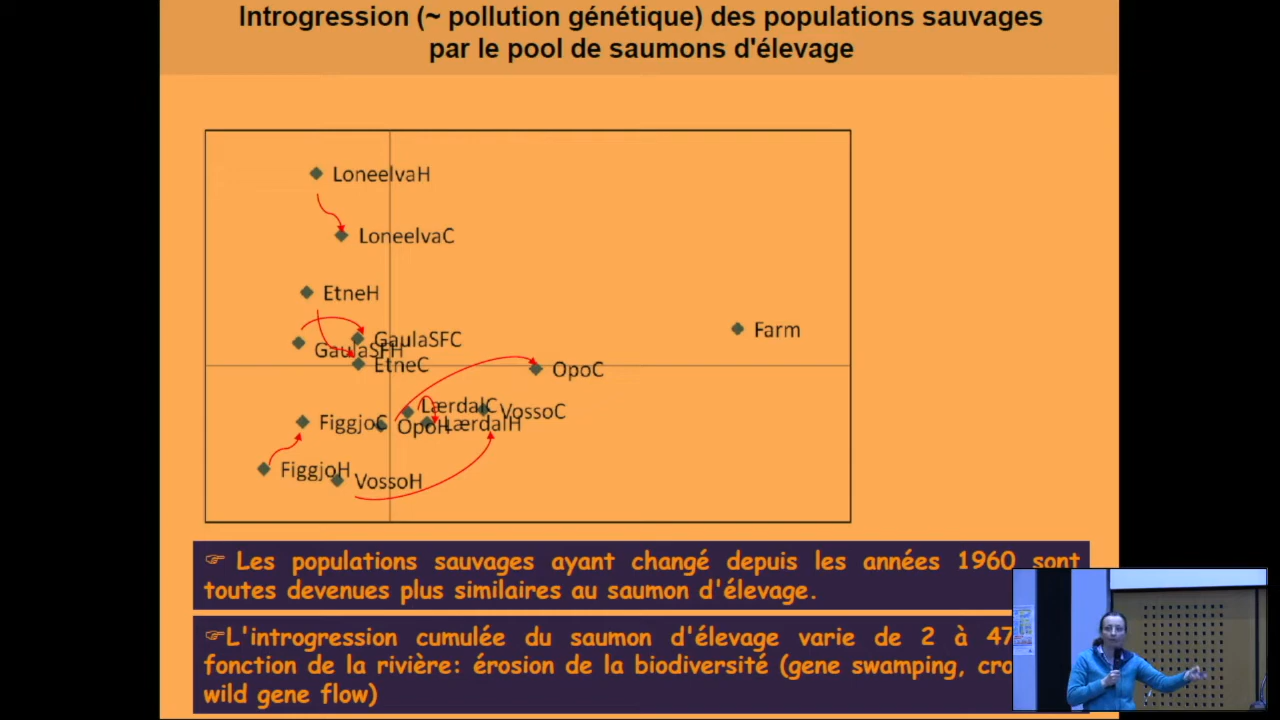 Introgression (~ pollution génétique) des populations sauvages
par le pool de saumons d'élevage
LoneelvaH
LoneelvaC
EtneH
GaulaSFC
GaulaSFH
EtneC
Farm
OpoC
LærdalC
VossoC
FiggjoC
OpoH
LærdalH
FiggjoH
VossoH
☞ Les populations sauvages ayant changé depuis les années 1960 sont
toutes devenues plus similaires au saumon d'élevage.
☞L'introgression cumulée du saumon d'élevage varie de 2 à 47
fonction de la rivière: érosion de la biodiversité (gene swamping,
wild gene flow)